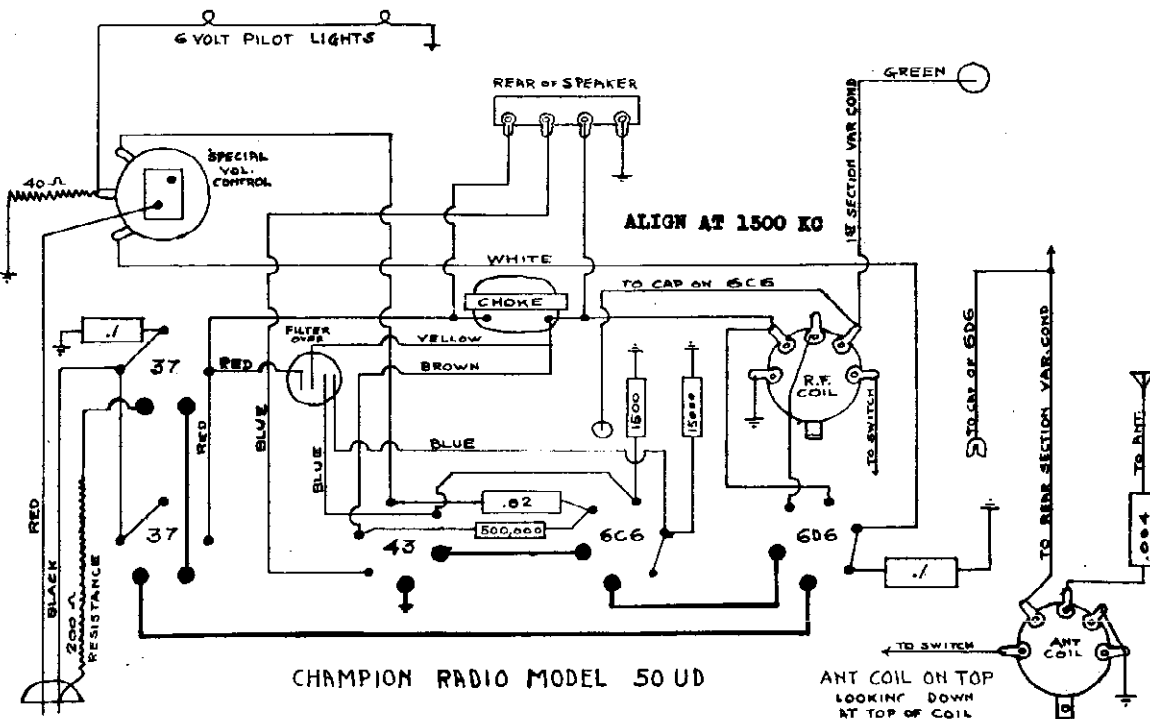 6 VOLT PILOT LIGHTS
REAR OF SPEAKER
GREEN
1ST SECTION VAR COND
SPECIAL
VOL.
CONTROL
40 Ω
ALIGN AT 1500 KC
WHITE
TO CAP ON 6C6
CHOKE
.1
37
FILTER
OVER
YELLOW
RED
BROWN
R.F.
COIL
TO SWITCH
TO CAP OF 6D6
TO REAR SECTION VAR. COND
TO ANT.
.004
RED
BLUE
BLUE
BLUE
1500
15000
.02
500,000
37
43
6C6
6D6
.1
RED
BLACK
200 Ω
RESISTANCE
ANT
COIL
TO SWITCH
CHAMPION RADIO MODEL 50 UD
ANT COIL ON TOP
LOOKING DOWN
AT TOP OF COIL